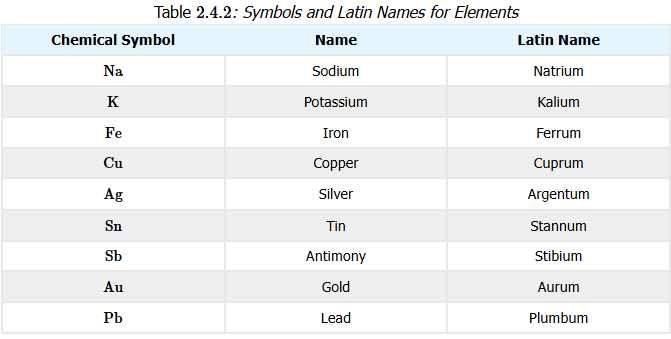 Table 2.4.2: Symbols and Latin Names for Elements
Chemical Symbol Name Latin Name
Na Sodium Natrium
K Potassium Kalium
Fe Iron Ferrum
Cu Copper Cuprum
Ag Silver Argentum
Sn Tin Stannum
Sb Antimony Stibium
Au Gold Aurum
Pb Lead Plumbum